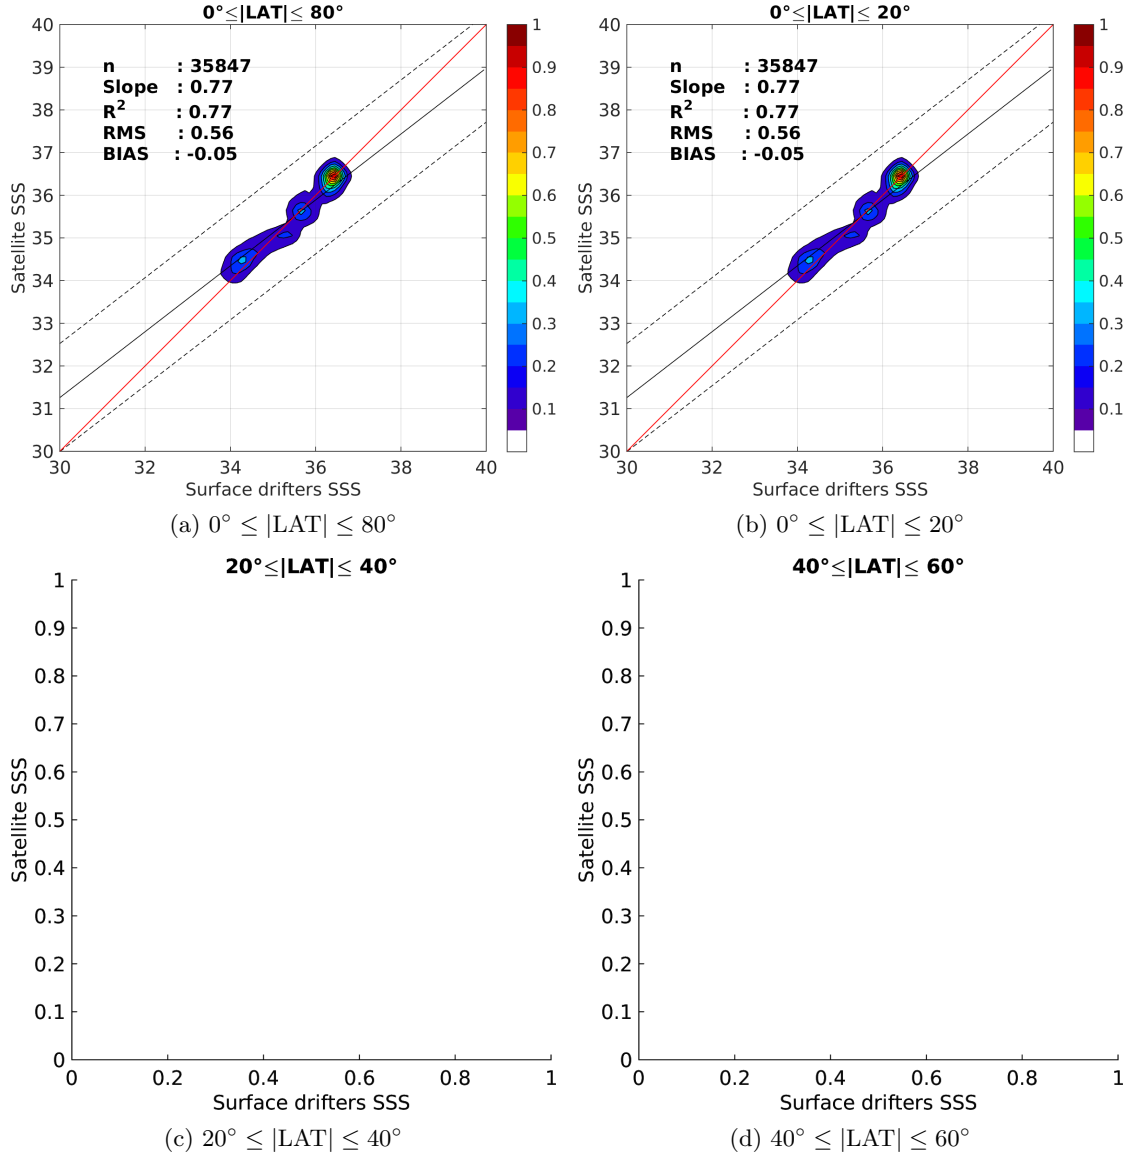 0°≤|LAT|≤ 80°
40
39
38
37
36
35
34
33
32
31
30
Satellite SSS
n : 35847
Slope : 0.77
R² : 0.77
RMS : 0.56
BIAS : -0.05
30 32 34 36 38 40
Surface drifters SSS
1
0.9
0.8
0.7
0.6
0.5
0.4
0.3
0.2
0.1
(a) 0° ≤ |LAT| ≤ 80°
0°≤|LAT|≤ 20°
40
39
38
37
36
35
34
33
32
31
30
Satellite SSS
n : 35847
Slope : 0.77
R² : 0.77
RMS : 0.56
BIAS : -0.05
30 32 34 36 38 40
Surface drifters SSS
1
0.9
0.8
0.7
0.6
0.5
0.4
0.3
0.2
0.1
(b) 0° ≤ |LAT| ≤ 20°
20°≤|LAT|≤ 40°
1
0.9
0.8
0.7
0.6
0.5
0.4
0.3
0.2
0.1
0
Satellite SSS
0 0.2 0.4 0.6 0.8 1
Surface drifters SSS
(c) 20° ≤ |LAT| ≤ 40°
40°≤|LAT|≤ 60°
1
0.9
0.8
0.7
0.6
0.5
0.4
0.3
0.2
0.1
0
Satellite SSS
0 0.2 0.4 0.6 0.8 1
Surface drifters SSS
(d) 40° ≤ |LAT| ≤ 60°